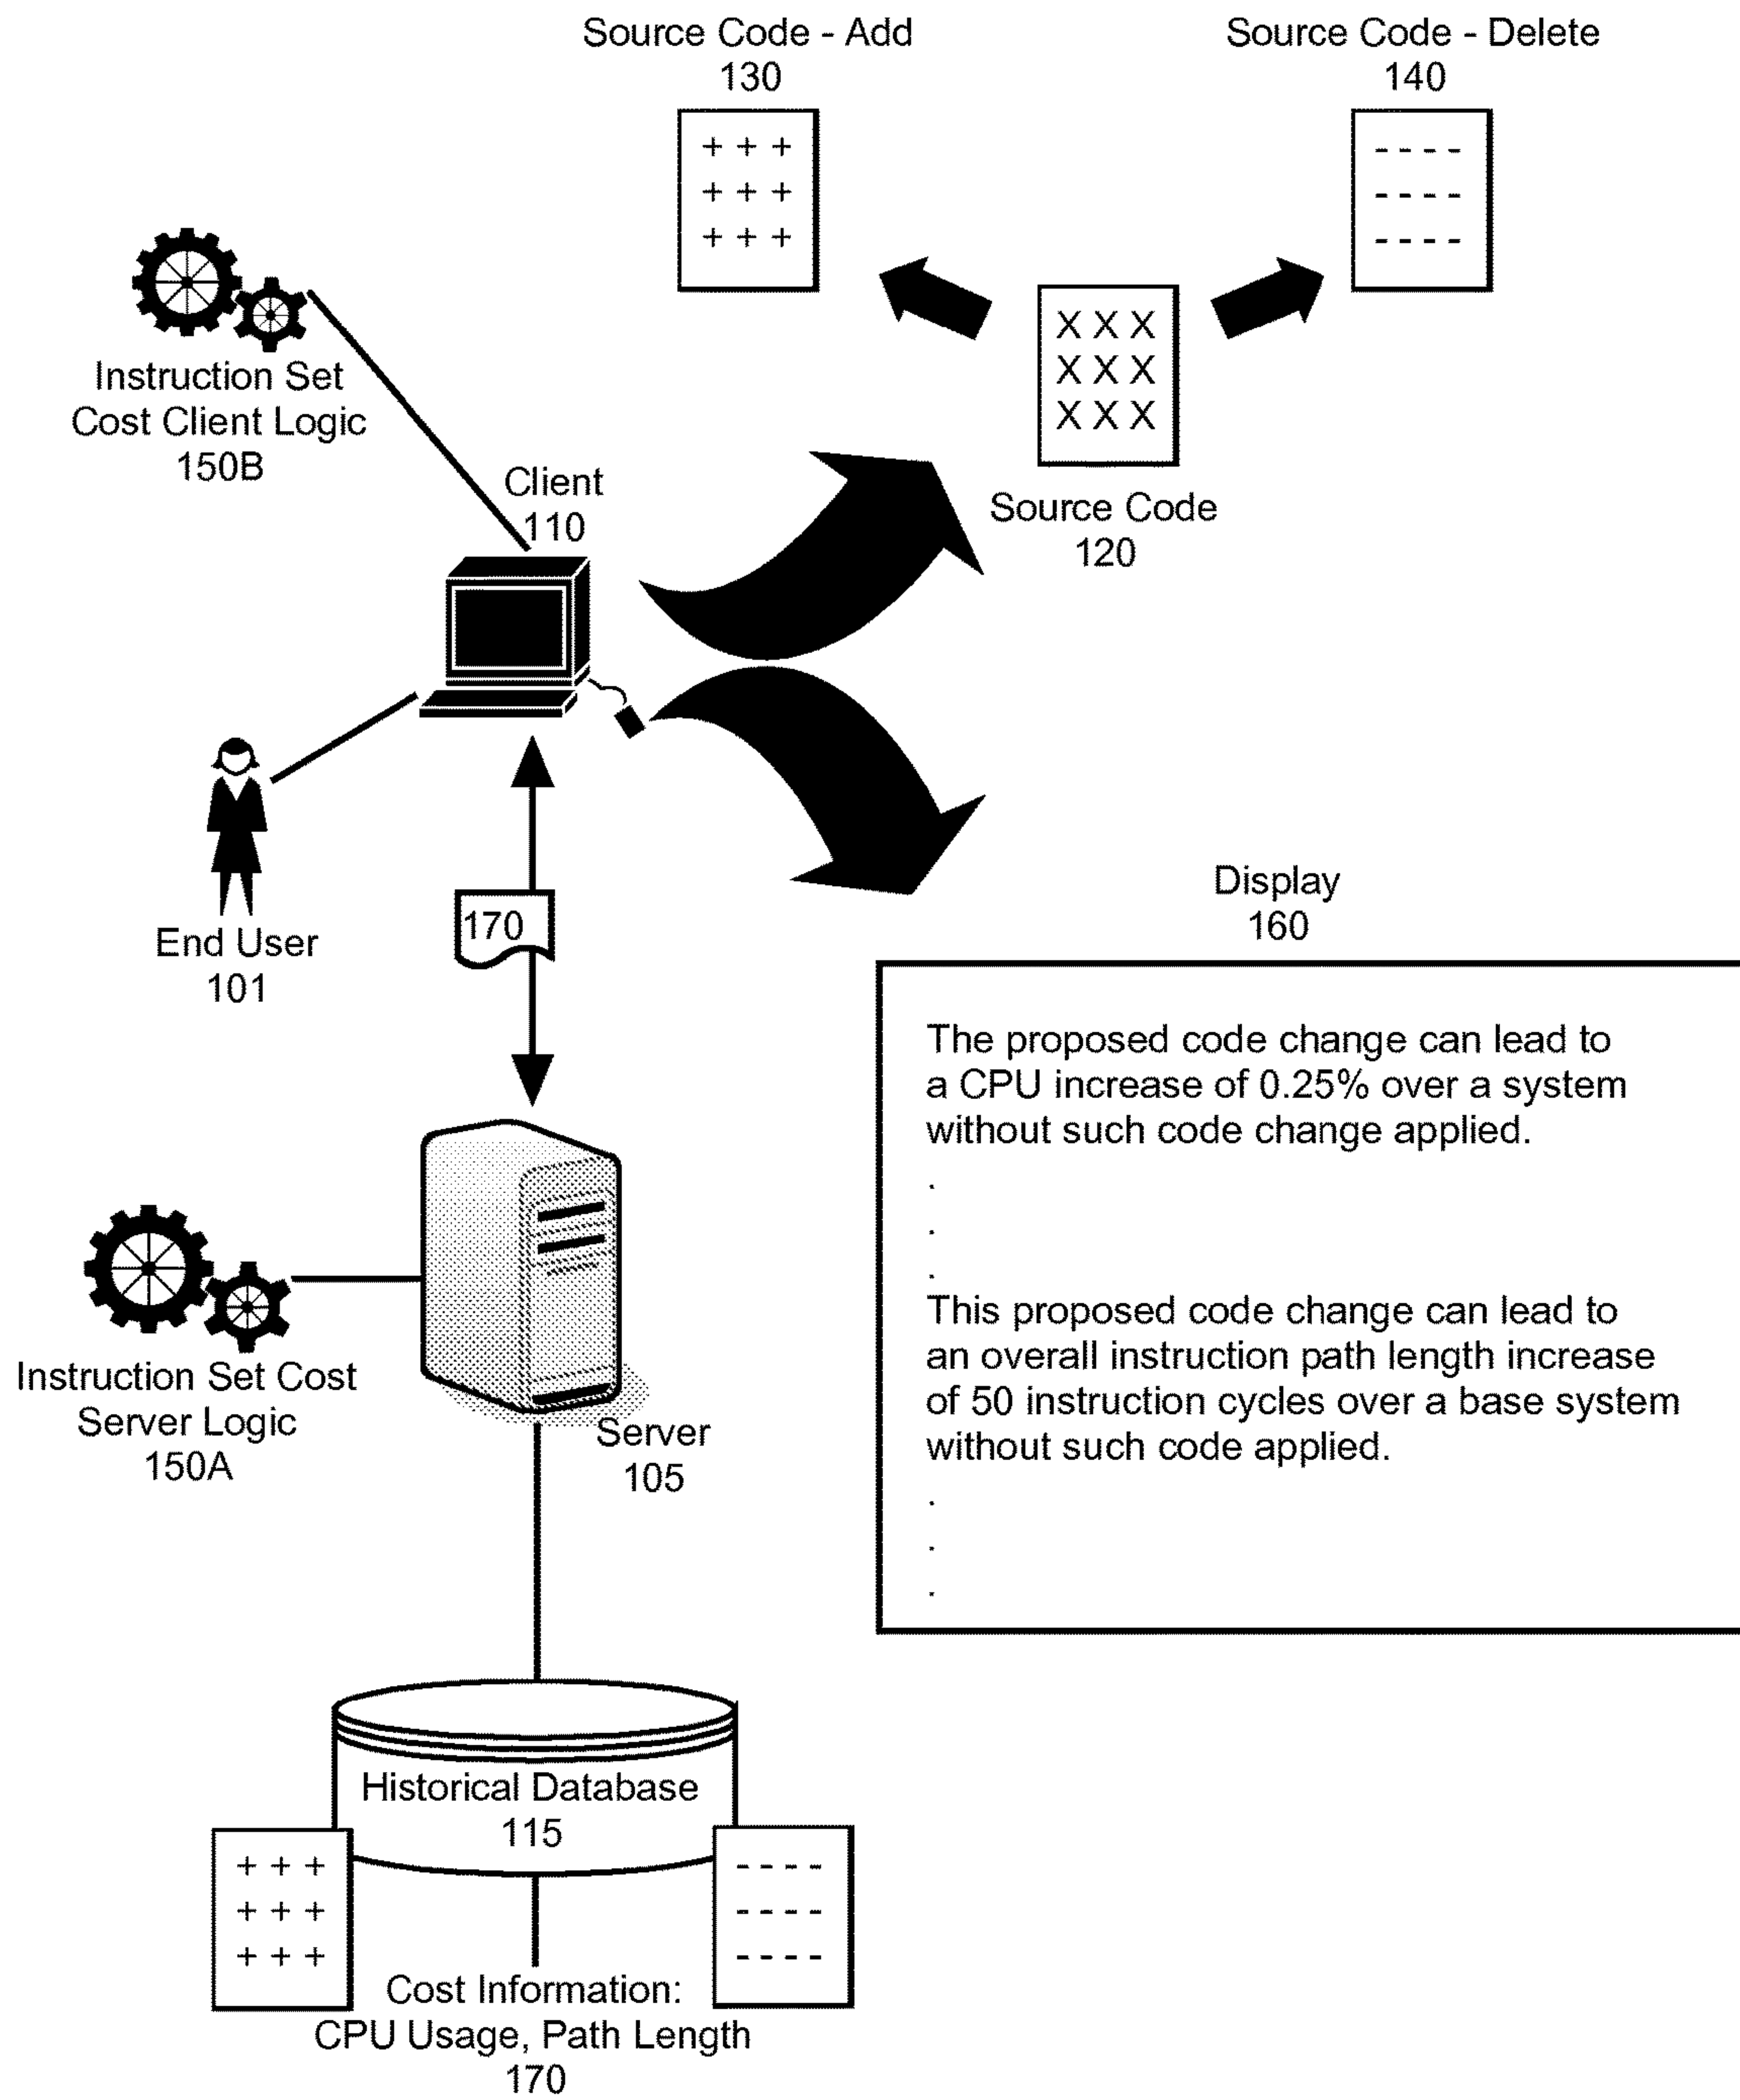 Source Code - Add
130
Source Code - Delete
140
+ + +
+ + +
+ + +
- - - -
- - - -
- - - -
X X X
X X X
X X X
Source Code
120
Instruction Set
Cost Client Logic
150B
Client
110
End User
101
170
Display
160
The proposed code change can lead to
a CPU increase of 0.25% over a system
without such code change applied.
.
.
.
This proposed code change can lead to
an overall instruction path length increase
of 50 instruction cycles over a base system
without such code applied.
.
.
.
Instruction Set Cost
Server Logic
150A
Server
105
Historical Database
115
+ + +
+ + +
+ + +
- - - -
- - - -
- - - -
Cost Information:
CPU Usage, Path Length
170